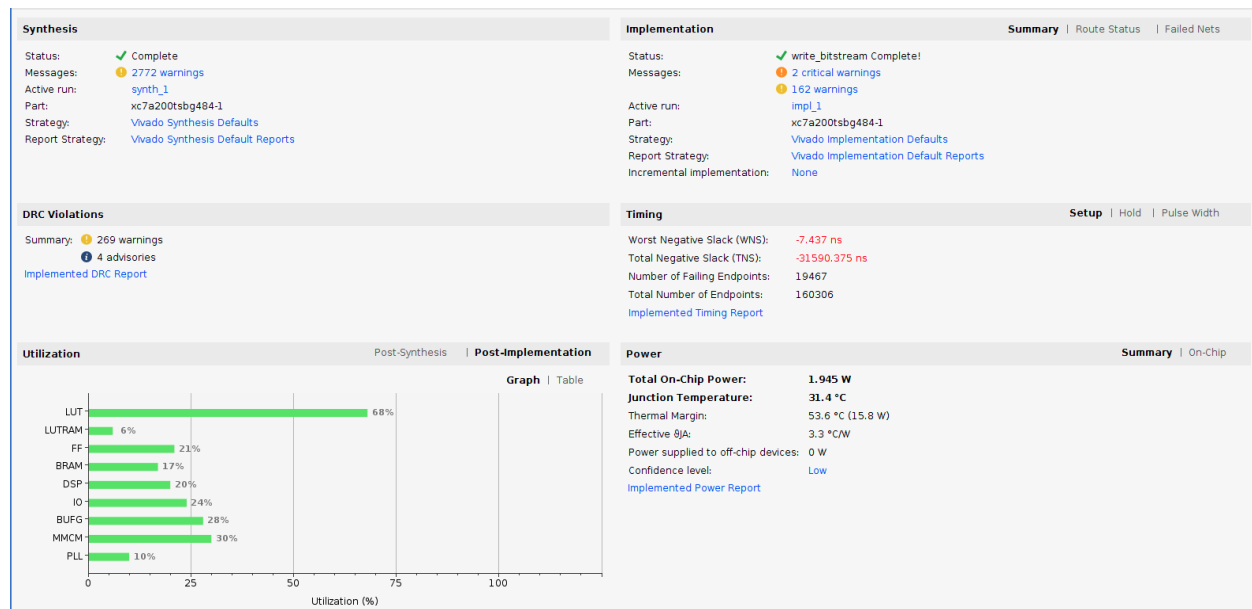 Synthesis
Status: Complete
Messages: 2772 warnings
Active run: synth_1
Part: xc7a200tsbg484-1
Strategy: Vivado Synthesis Defaults
Report Strategy: Vivado Synthesis Default Reports
Implementation Summary | Route Status | Failed Nets
Status: write_bitstream Complete!
Messages: 2 critical warnings
162 warnings
Active run: impl_1
Part: xc7a200tsbg484-1
Strategy: Vivado Implementation Defaults
Report Strategy: Vivado Implementation Default Reports
Incremental implementation: None
DRC Violations
Summary: 269 warnings
4 advisories
Implemented DRC Report
Timing Setup | Hold | Pulse Width
Worst Negative Slack (WNS): -7.437 ns
Total Negative Slack (TNS): -31590.375 ns
Number of Failing Endpoints: 19467
Total Number of Endpoints: 160306
Implemented Timing Report
Utilization Post-Synthesis | Post-Implementation
Graph | Table
LUT 68%
LUTRAM 6%
FF 21%
BRAM 17%
DSP 20%
IO 24%
BUFG 28%
MMCM 30%
PLL 10%
0 25 50 75 100
Utilization (%)
Power Summary | On-Chip
Total On-Chip Power: 1.945 W
Junction Temperature: 31.4 °C
Thermal Margin: 53.6 °C (15.8 W)
Effective ϑJA: 3.3 °C/W
Power supplied to off-chip devices: 0 W
Confidence level: Low
Implemented Power Report